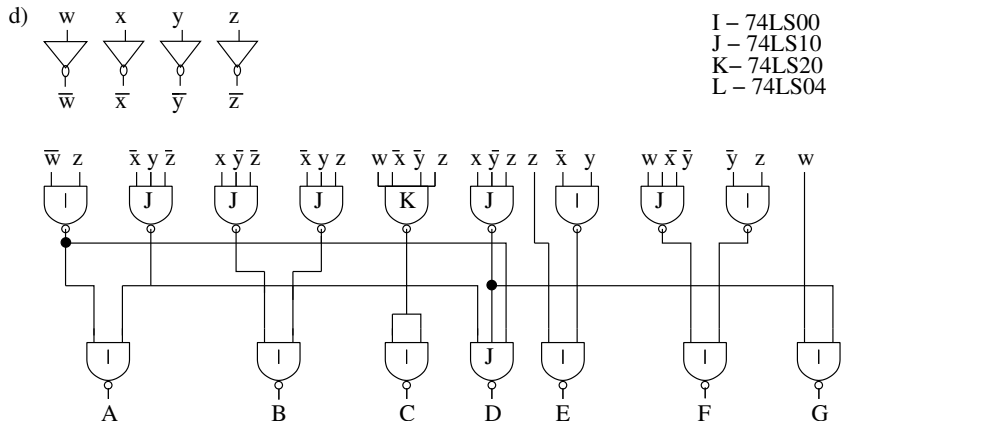 d) w x y z
I – 74LS00
J – 74LS10
K– 74LS20
L – 74LS04
w̅ x̅ y̅ z̅
w̅ z x̅ y z̅ x y̅ z̅ x̅ y z w x̅ y̅ z x y̅ z z x̅ y w x̅ y̅ y̅ z w
I J J J K J I J I
I I I J I I I
A B C D E F G